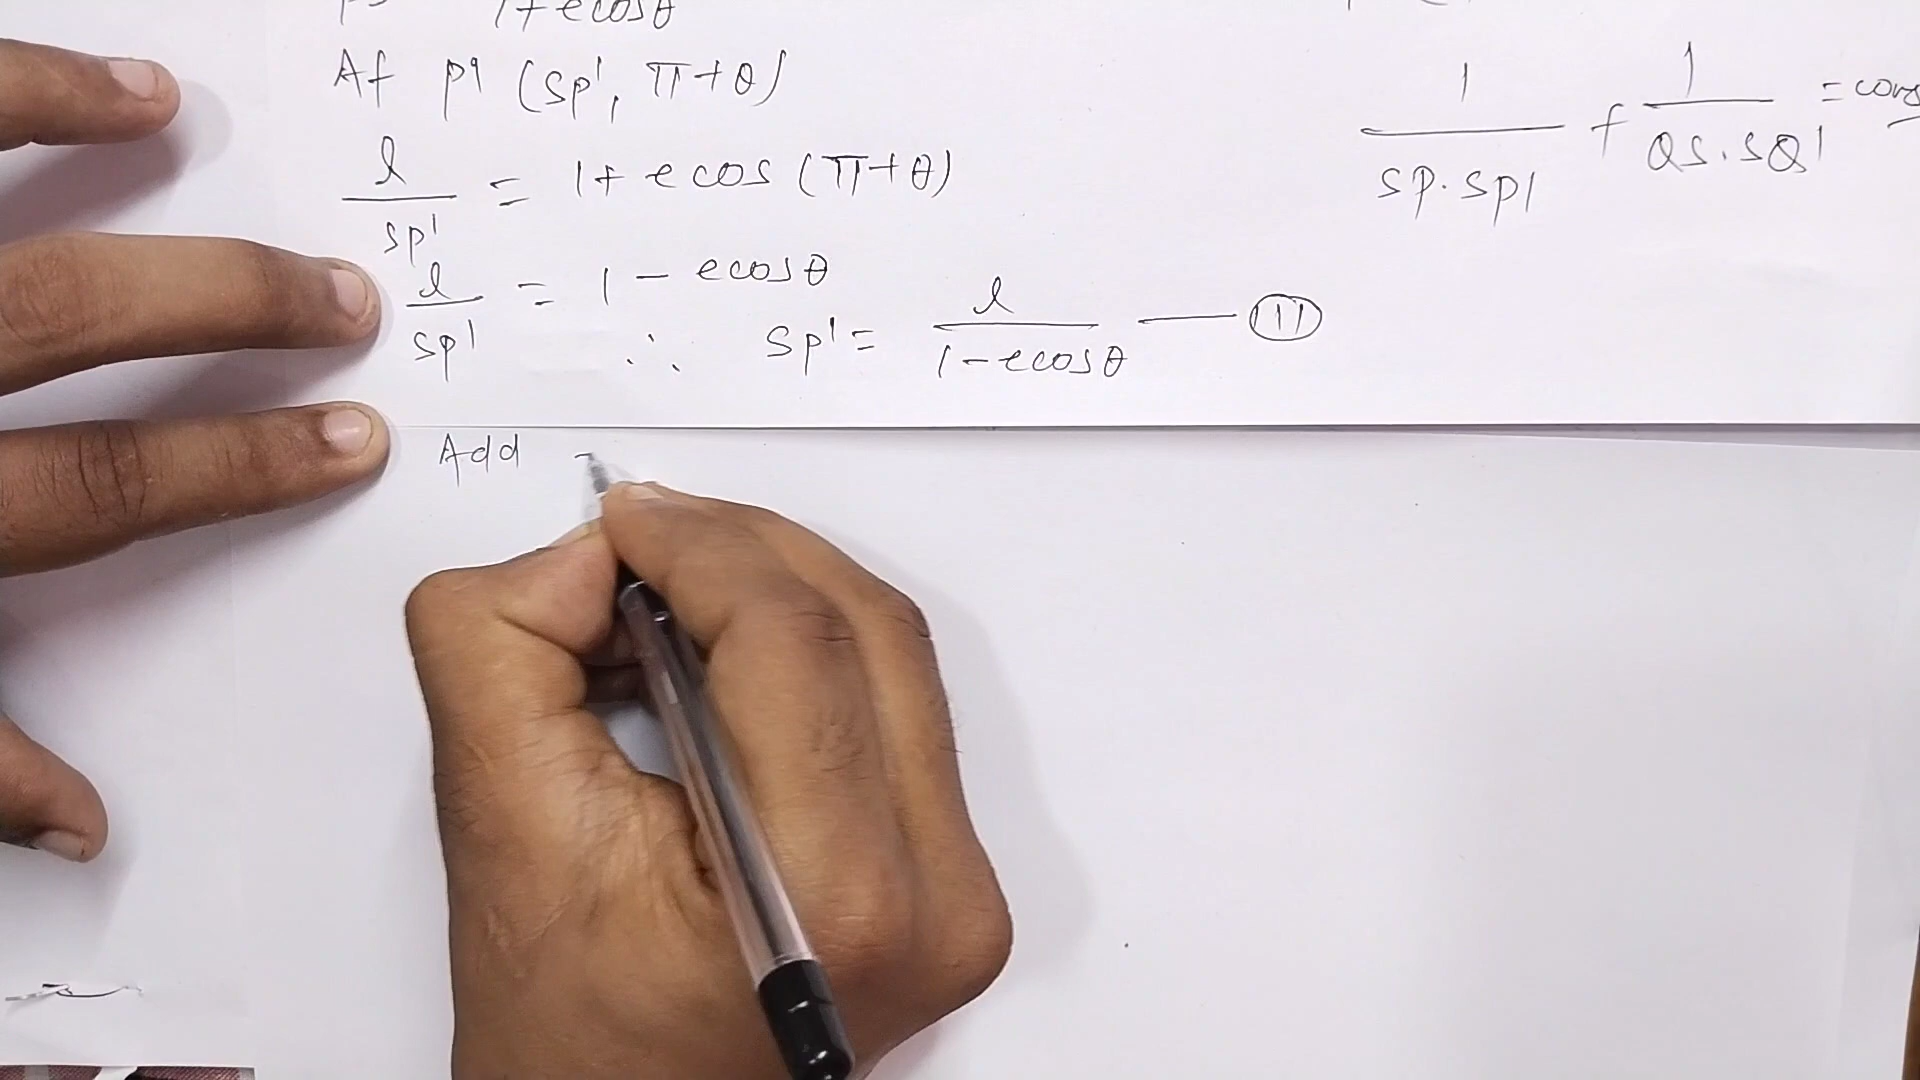 1+ecosθ
At p' (sp', π+θ)
l/sp' = 1+ ecos (π+θ)
l/sp' = 1 - ecosθ
∴ sp' = l/1-ecosθ — (III)
1/sp.sp' + 1/QS.SQ' = cons
Add